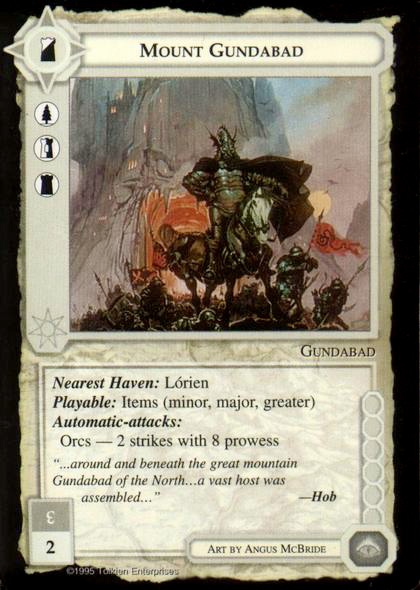 Mount Gundabad
Gundabad
Nearest Haven: Lórien
Playable: Items (minor, major, greater)
Automatic-attacks:
Orcs — 2 strikes with 8 prowess
“...around and beneath the great mountain
Gundabad of the North...a vast host was
assembled...” —Hob
ε
2
Art by Angus McBride
©1995 Tolkien Enterprises